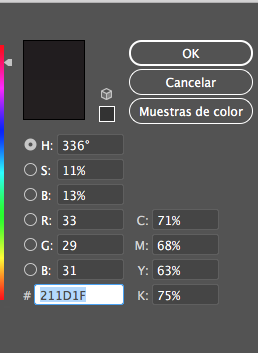 OK
Cancelar
Muestras de color
H: 336°
S: 11%
B: 13%
R: 33 C: 71%
G: 29 M: 68%
B: 31 Y: 63%
# 211D1F K: 75%